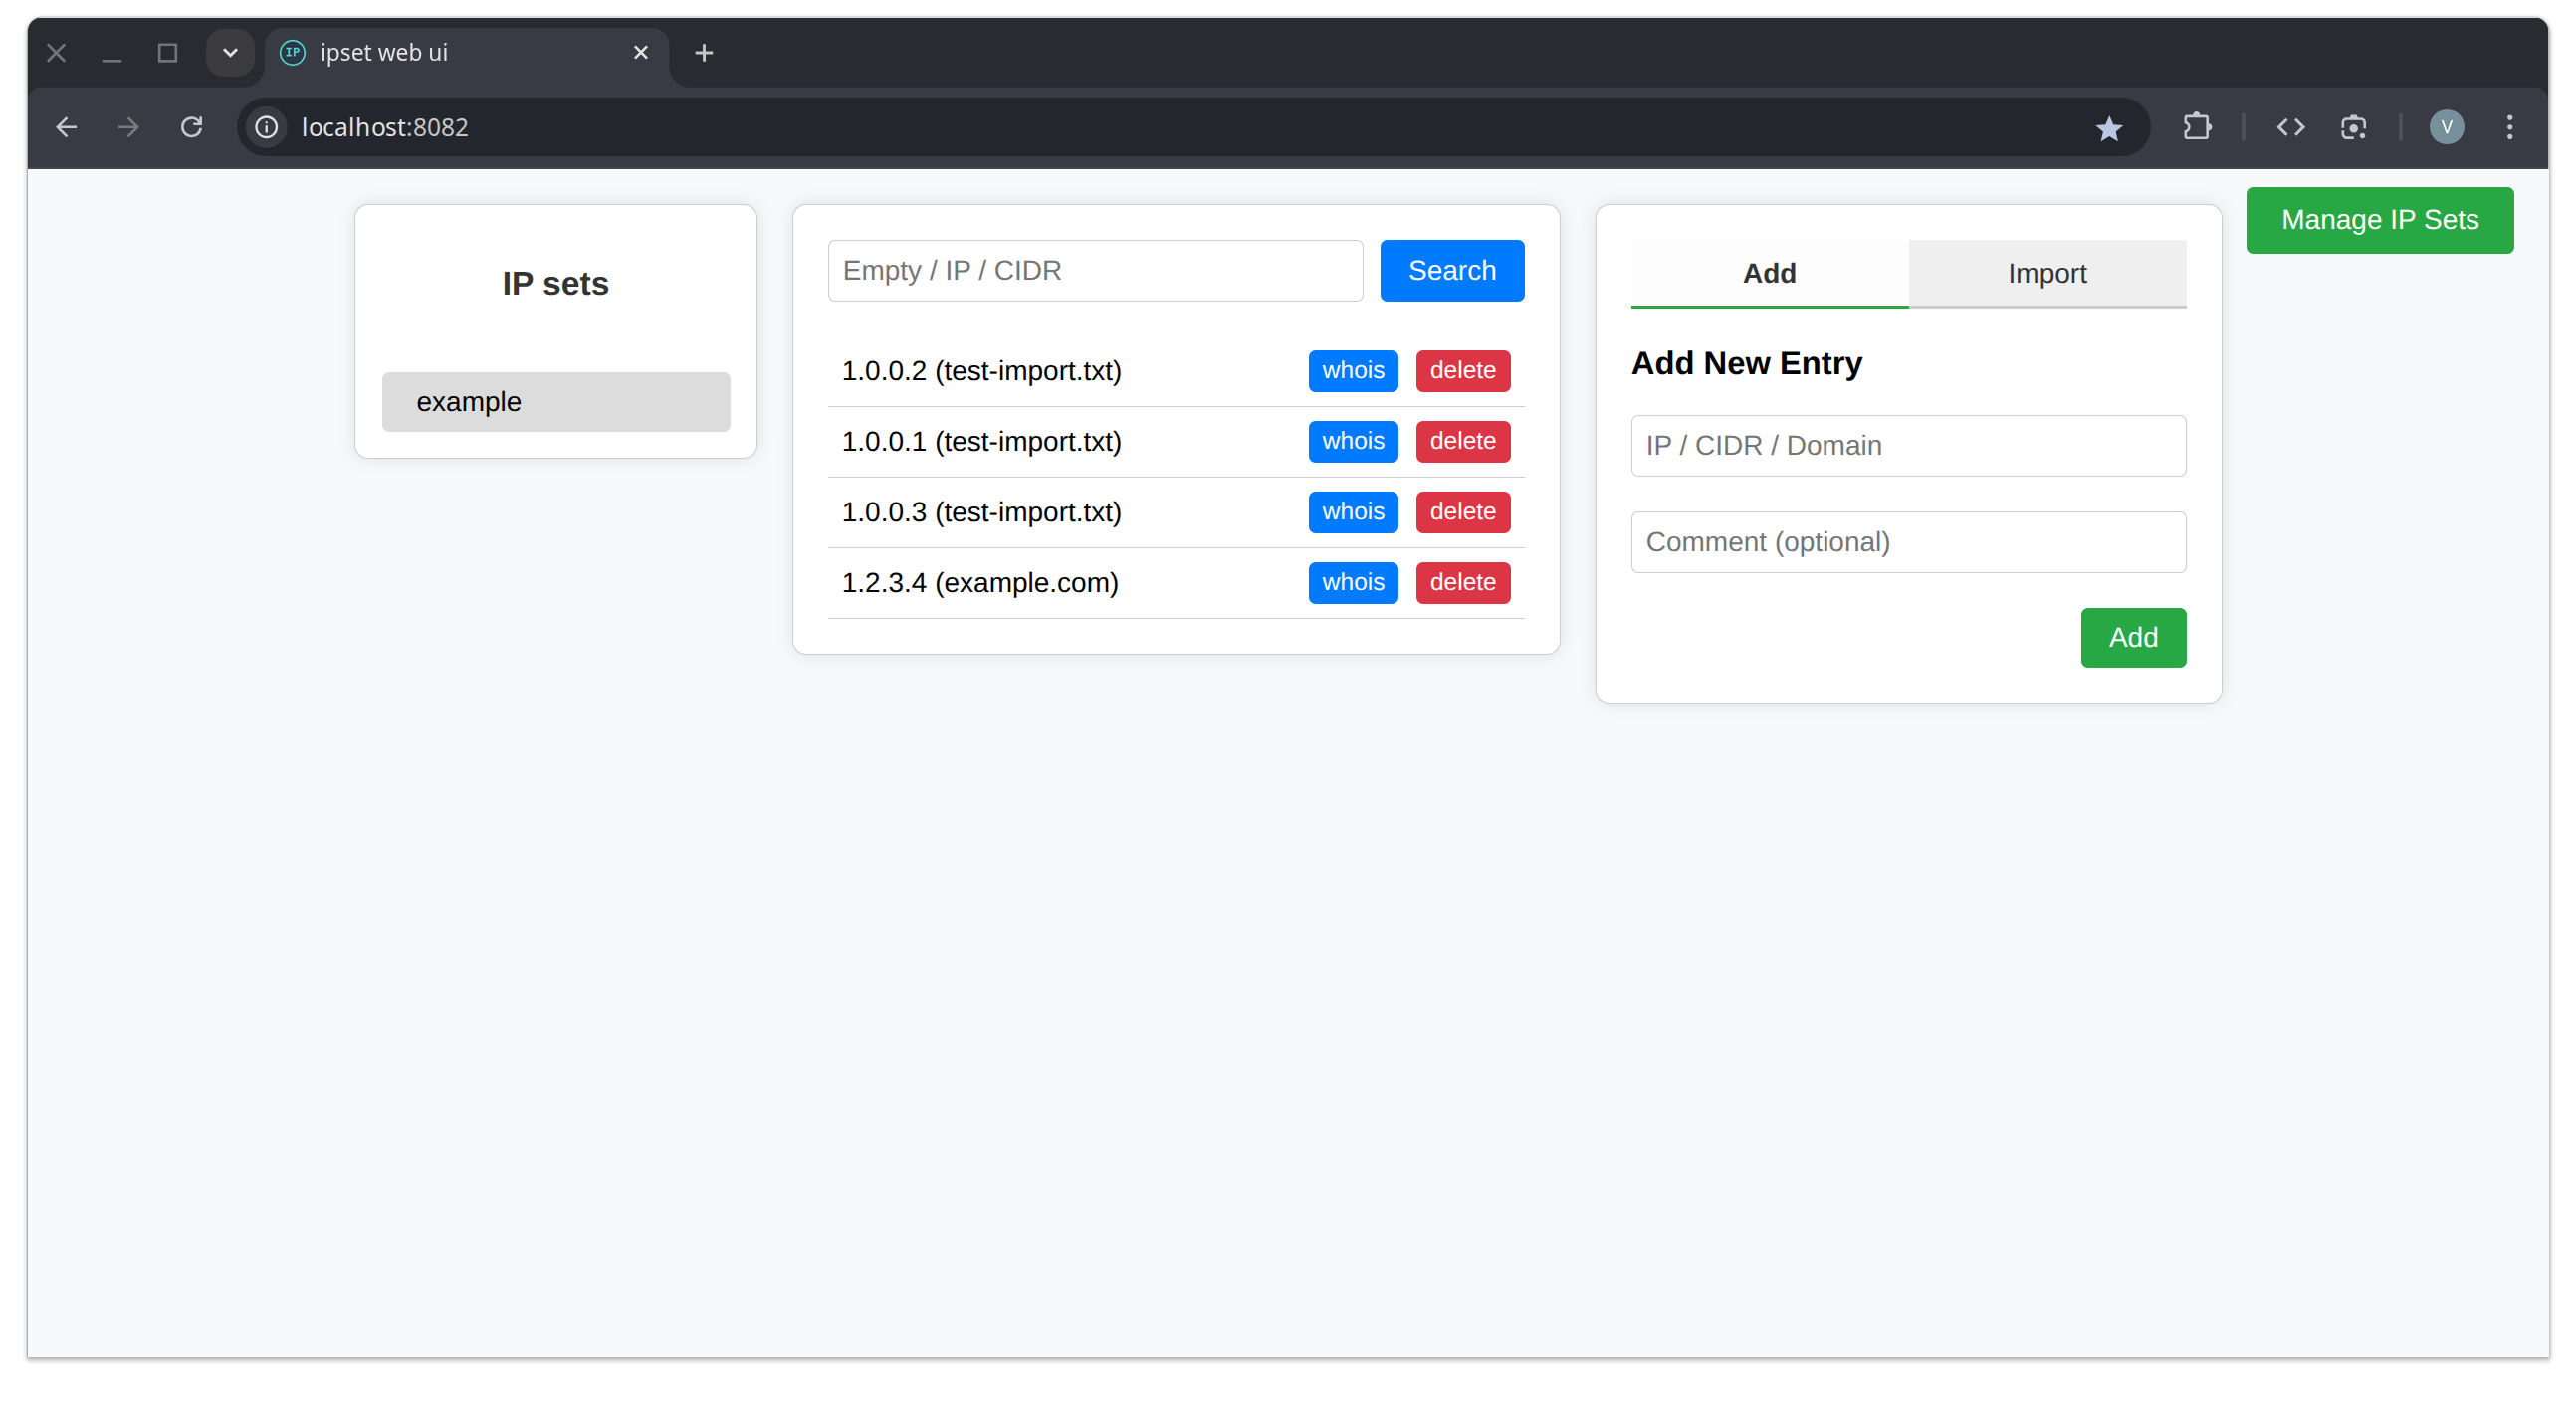 IP ipset web ui
localhost:8082
V
Manage IP Sets
IP sets
example
Empty / IP / CIDR Search
1.0.0.2 (test-import.txt) whois delete
1.0.0.1 (test-import.txt) whois delete
1.0.0.3 (test-import.txt) whois delete
1.2.3.4 (example.com) whois delete
Add Import
Add New Entry
IP / CIDR / Domain
Comment (optional)
Add